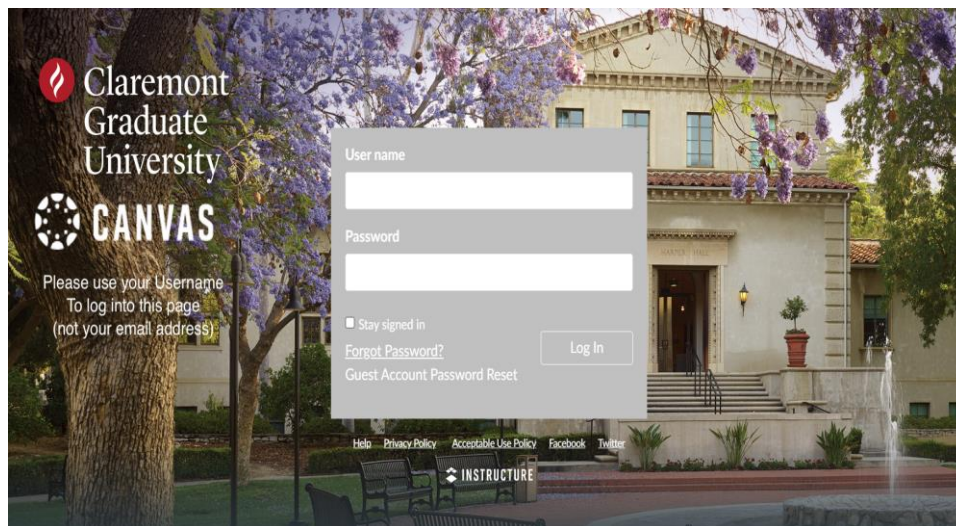 Claremont
Graduate
University
CANVAS
Please use your Username
To log into this page
(not your email address)
User name
Password
Stay signed in
Forgot Password?
Log In
Guest Account Password Reset
HARPER HALL
Help Privacy Policy Acceptable Use Policy Facebook Twitter
INSTRUCTURE